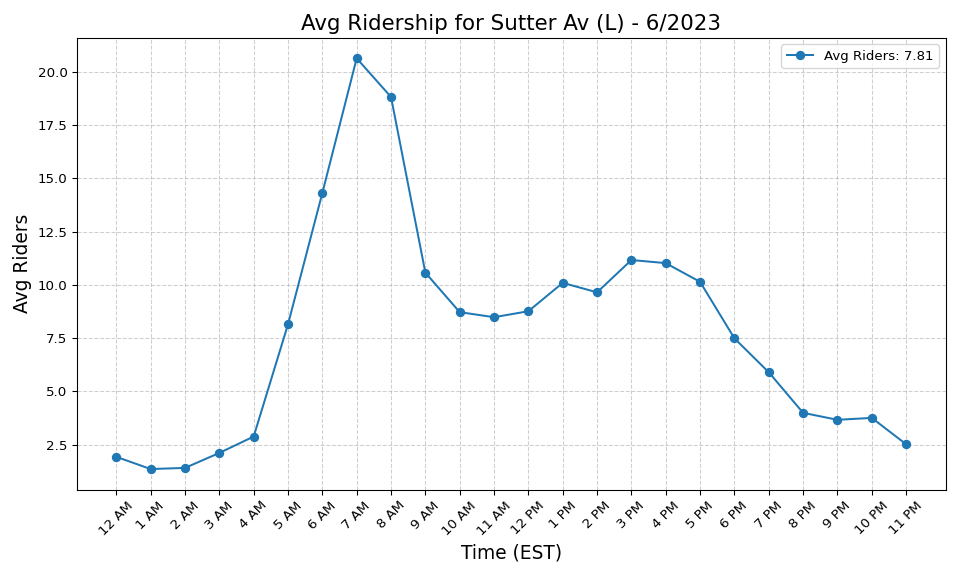 Avg Ridership for Sutter Av (L) - 6/2023
Avg Riders: 7.81
Avg Riders
20.0
17.5
15.0
12.5
10.0
7.5
5.0
2.5
12 AM 1 AM 2 AM 3 AM 4 AM 5 AM 6 AM 7 AM 8 AM 9 AM 10 AM 11 AM 12 PM 1 PM 2 PM 3 PM 4 PM 5 PM 6 PM 7 PM 8 PM 9 PM 10 PM 11 PM
Time (EST)